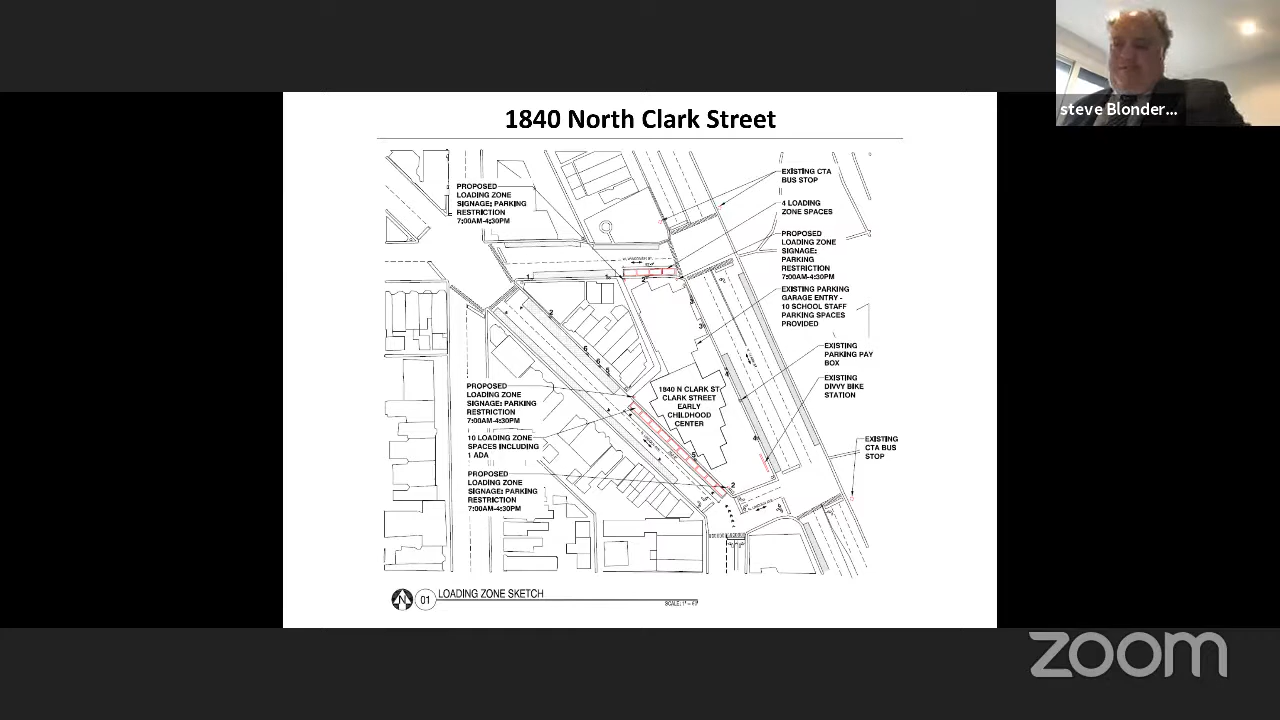 steve Blonder...
1840 North Clark Street
PROPOSED
LOADING ZONE
SIGNAGE; PARKING
RESTRICTION
7:00AM-4:30PM
EXISTING CTA
BUS STOP
4 LOADING
ZONE SPACES
PROPOSED
LOADING ZONE
SIGNAGE;
PARKING
RESTRICTION
7:00AM-4:30PM
EXISTING PARKING
GARAGE ENTRY -
10 SCHOOL STAFF
PARKING SPACES
PROVIDED
EXISTING
PARKING PAY
BOX
EXISTING
DIVVY BIKE
STATION
1840 N CLARK ST
CLARK STREET
EARLY
CHILDHOOD
CENTER
PROPOSED
LOADING ZONE
SIGNAGE; PARKING
RESTRICTION
7:00AM-4:30PM
10 LOADING ZONE
SPACES INCLUDING
1 ADA
PROPOSED
LOADING ZONE
SIGNAGE; PARKING
RESTRICTION
7:00AM-4:30PM
EXISTING
CTA BUS
STOP
N 01 LOADING ZONE SKETCH
zoom